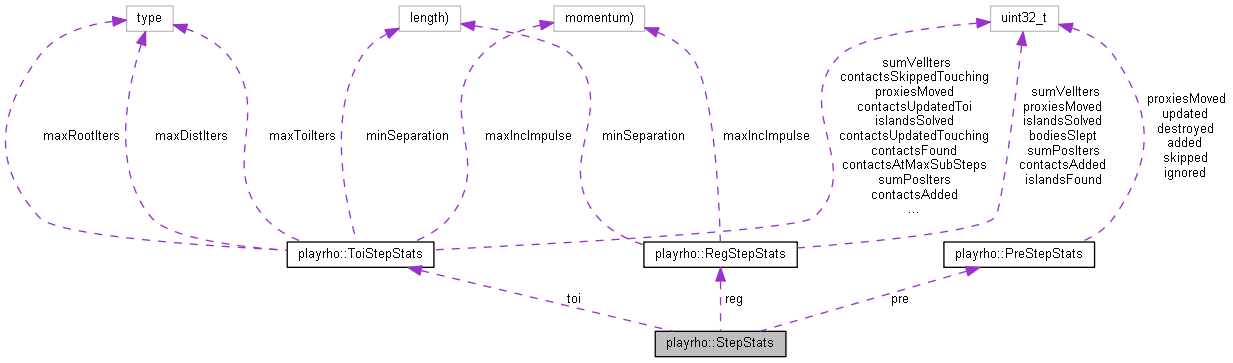 type
length)
momentum)
uint32_t
maxRootIters
maxDistIters
maxToiIters
minSeparation
maxIncImpulse
minSeparation
maxIncImpulse
sumVelIters
contactsSkippedTouching
proxiesMoved
contactsUpdatedToi
islandsSolved
contactsUpdatedTouching
contactsFound
contactsAtMaxSubSteps
sumPosIters
contactsAdded
...
sumVelIters
proxiesMoved
islandsSolved
bodiesSlept
sumPosIters
contactsAdded
islandsFound
proxiesMoved
updated
destroyed
added
skipped
ignored
playrho::ToiStepStats
playrho::RegStepStats
playrho::PreStepStats
toi
reg
pre
playrho::StepStats